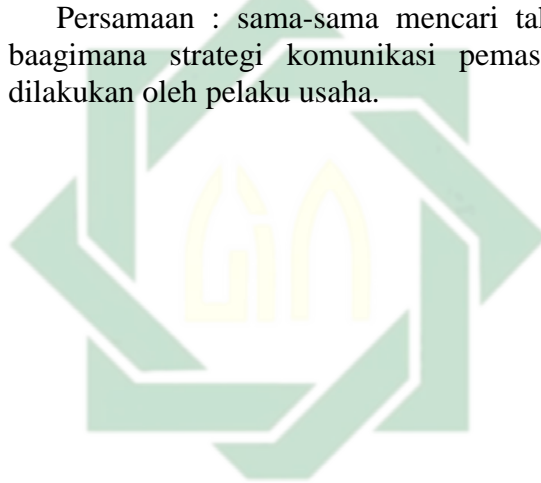 Persamaan : sama-sama mencari
baagimana strategi komunikasi
dilakukan oleh pelaku usaha.